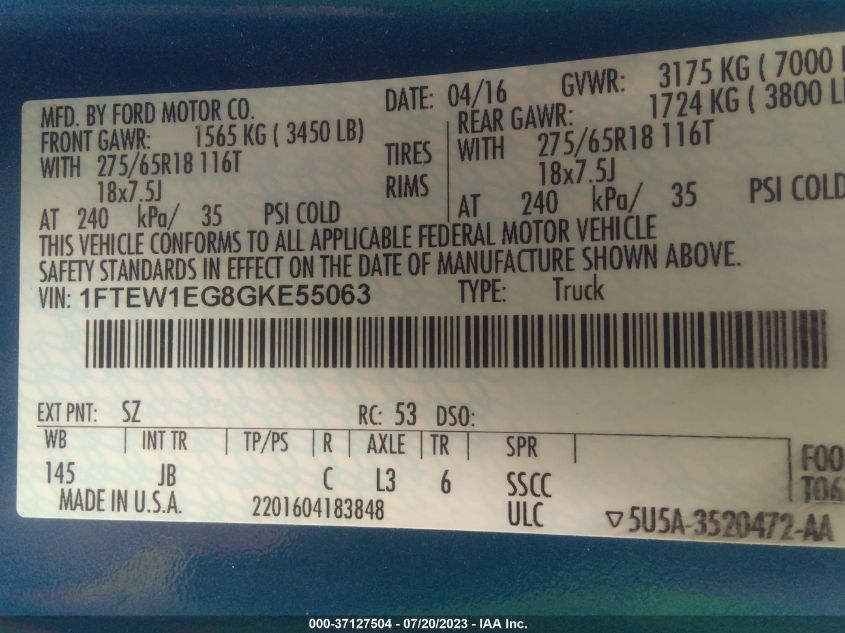 MFD. BY FORD MOTOR CO. DATE: 04/16 GVWR: 3175 KG ( 7000
FRONT GAWR: 1565 KG ( 3450 LB) REAR GAWR: 1724 KG ( 3800 LB
WITH 275/65R18 116T TIRES WITH 275/65R18 116T
18x7.5J RIMS 18x7.5J
AT 240 kPa/ 35 PSI COLD AT 240 kPa/ 35 PSI COLD
THIS VEHICLE CONFORMS TO ALL APPLICABLE FEDERAL MOTOR VEHICLE
SAFETY STANDARDS IN EFFECT ON THE DATE OF MANUFACTURE SHOWN ABOVE.
VIN: 1FTEW1EG8GKE55063 TYPE: Truck
EXT PNT: SZ RC: 53 DSO:
WB INT TR TP/PS R AXLE TR SPR
145 JB C L3 6 SSCC
FOO
T06
MADE IN U.S.A. 2201604183848 ULC ▽5U5A-3520472-AA
000-37127504 - 07/20/2023 - IAA Inc.